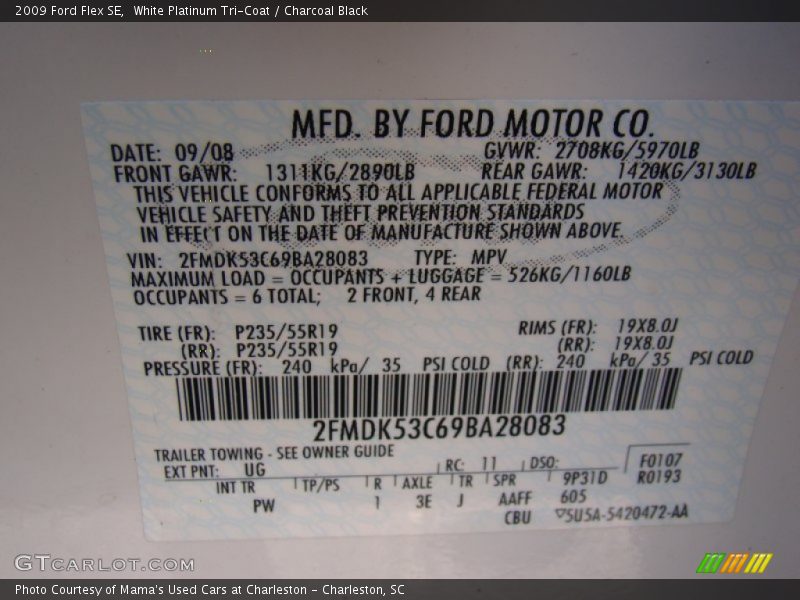 2009 Ford Flex SE,  White Platinum Tri-Coat / Charcoal Black
MFD. BY FORD MOTOR CO.
DATE: 09/08 GVWR: 2708KG/5970LB
FRONT GAWR: 1311KG/2890LB REAR GAWR: 1420KG/3130LB
THIS VEHICLE CONFORMS TO ALL APPLICABLE FEDERAL MOTOR
VEHICLE SAFETY AND THEFT PREVENTION STANDARDS
IN EFFECT ON THE DATE OF MANUFACTURE SHOWN ABOVE.
VIN: 2FMDK53C69BA28083 TYPE: MPV
MAXIMUM LOAD = OCCUPANTS + LUGGAGE = 526KG/1160LB
OCCUPANTS = 6 TOTAL; 2 FRONT, 4 REAR
TIRE (FR): P235/55R19 RIMS (FR): 19X8.0J
(RR): P235/55R19 (RR): 19X8.0J
PRESSURE (FR): 240 kPa/ 35 PSI COLD (RR): 240 kPa/ 35 PSI COLD
2FMDK53C69BA28083
TRAILER TOWING - SEE OWNER GUIDE
EXT PNT: UG RC: 11 DSO: F0107
R0193
INT TR TP/PS R AXLE TR SPR 9P31D
PW 1 3E J AAFF 605
CBU ▽5U5A-5420472-AA
GTCARLOT.COM
Photo Courtesy of Mama's Used Cars at Charleston - Charleston, SC